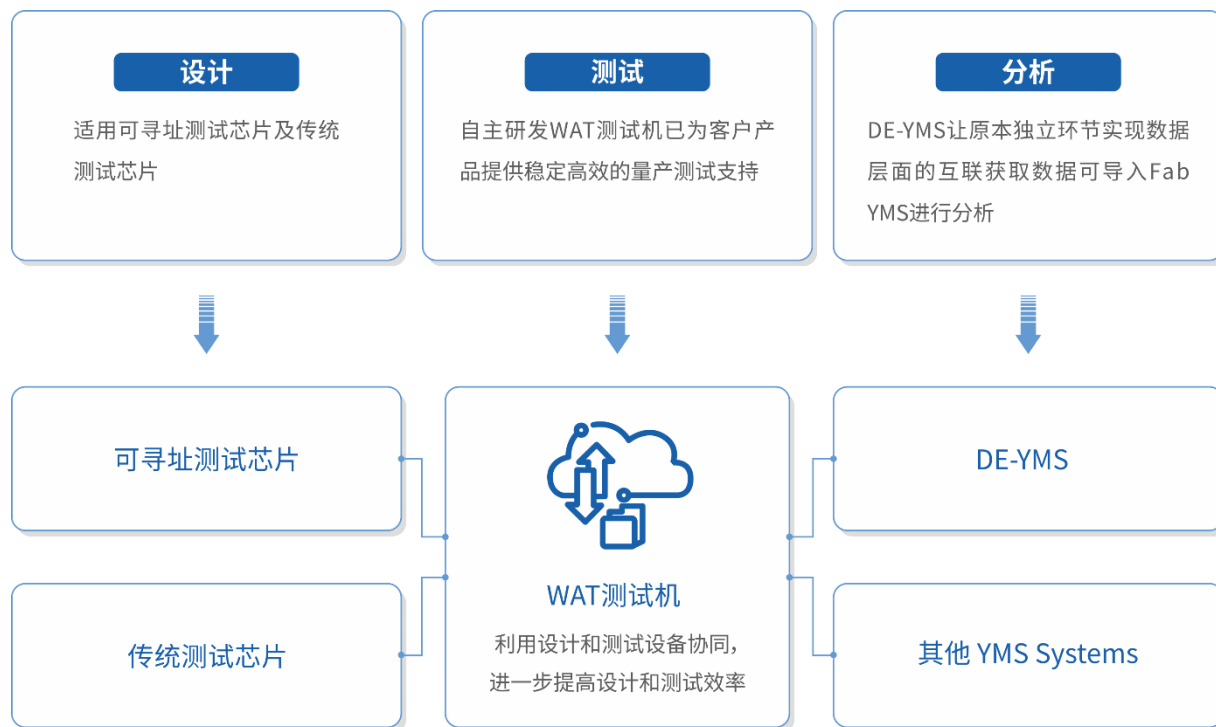 设计
适用可寻址测试芯片及传统
测试芯片
测试
自主研发WAT测试机已为客户产
品提供稳定高效的量产测试支持
分析
DE-YMS让原本独立环节实现数据
层面的互联获取数据可导入Fab
YMS进行分析
可寻址测试芯片
传统测试芯片
WAT测试机
利用设计和测试设备协同，
进一步提高设计和测试效率
DE-YMS
其他 YMS Systems